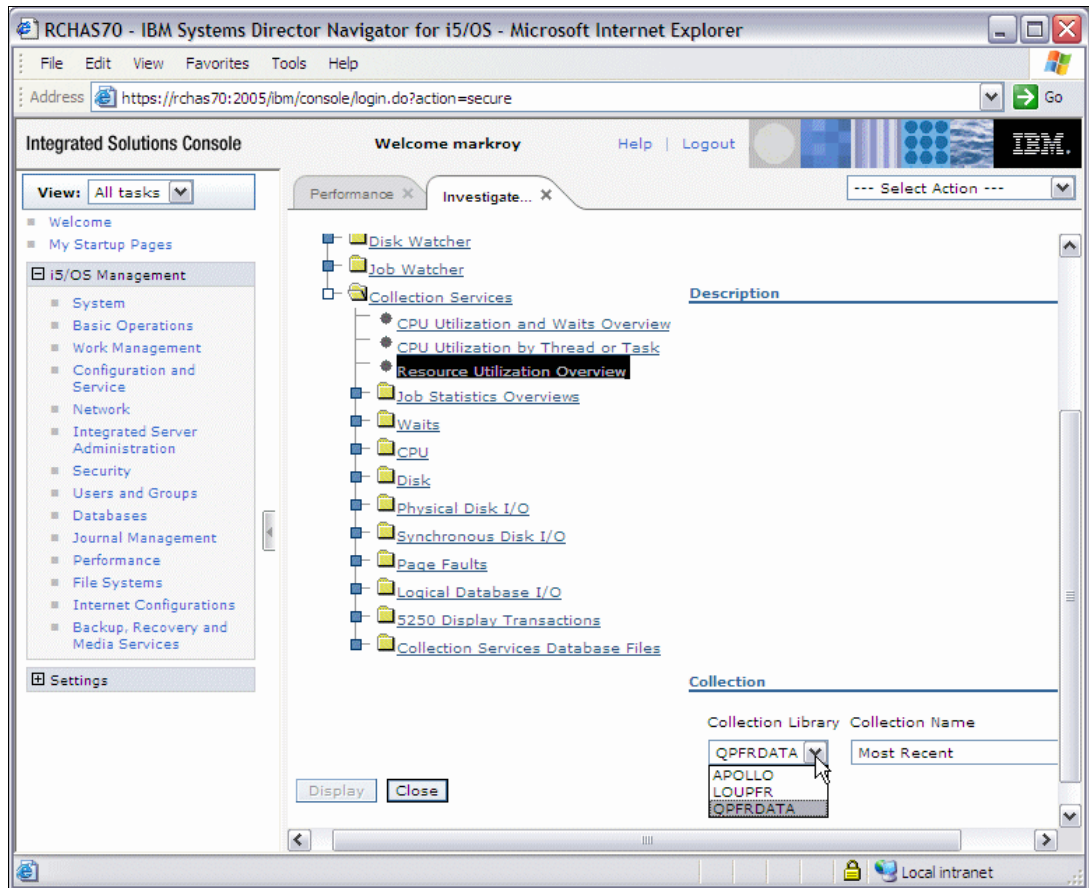 RCHAS70 - IBM Systems Director Navigator for i5/OS - Microsoft Internet Explorer
File Edit View Favorites Tools Help
Address https://rchas70:2005/ibm/console/login.do?action=secure Go
Integrated Solutions Console Welcome markroy Help | Logout IBM.
View: All tasks
Welcome
My Startup Pages
i5/OS Management
System
Basic Operations
Work Management
Configuration and
Service
Network
Integrated Server
Administration
Security
Users and Groups
Databases
Journal Management
Performance
File Systems
Internet Configurations
Backup, Recovery and
Media Services
Settings
Performance Investigate... --- Select Action ---
Disk Watcher
Job Watcher
Collection Services
CPU Utilization and Waits Overview
CPU Utilization by Thread or Task
Resource Utilization Overview
Job Statistics Overviews
Waits
CPU
Disk
Physical Disk I/O
Synchronous Disk I/O
Page Faults
Logical Database I/O
5250 Display Transactions
Collection Services Database Files
Description
Collection
Collection Library Collection Name
QPFRDATA Most Recent
APOLLO
LOUPFR
QPFRDATA
Display Close
Local intranet